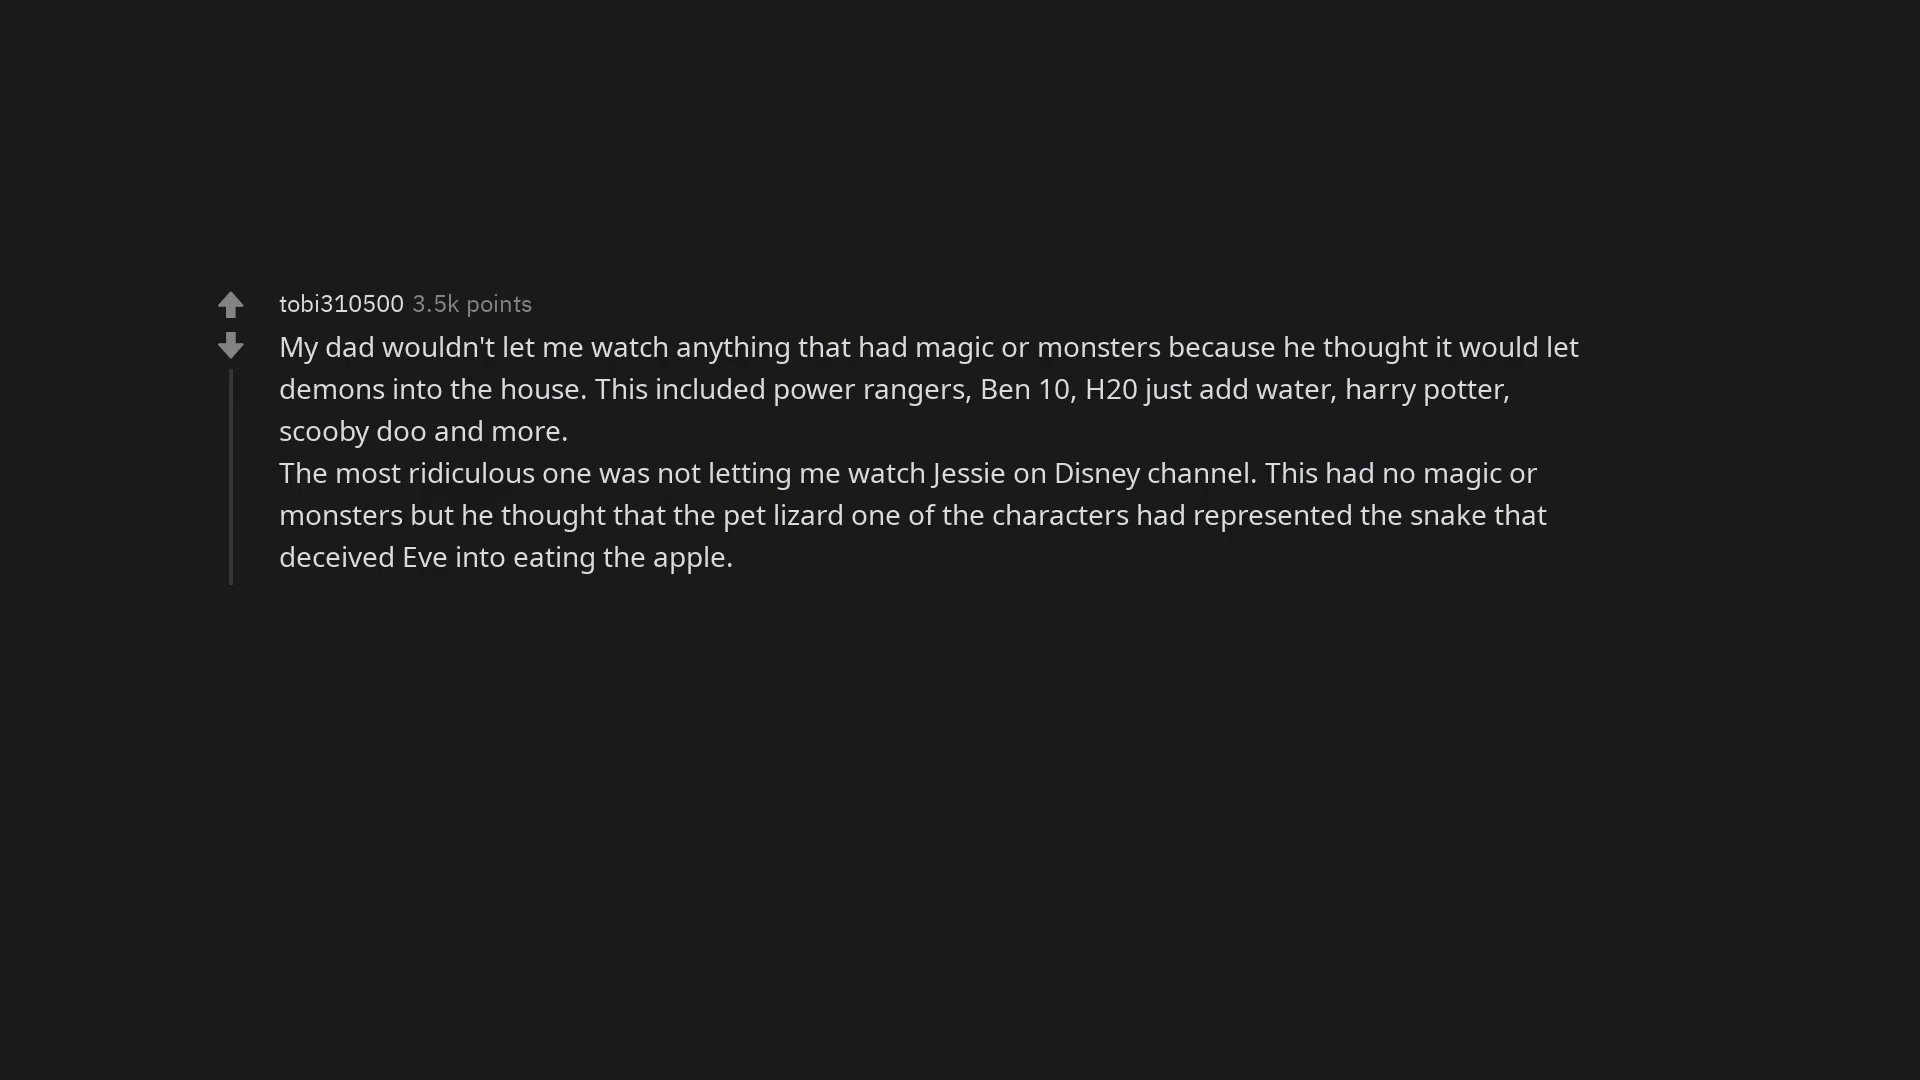 tobi310500 3.5k points
My dad wouldn't let me watch anything that had magic or monsters because he thought it would let
demons into the house. This included power rangers, Ben 10, H20 just add water, harry potter,
scooby doo and more.
The most ridiculous one was not letting me watch Jessie on Disney channel. This had no magic or
monsters but he thought that the pet lizard one of the characters had represented the snake that
deceived Eve into eating the apple.